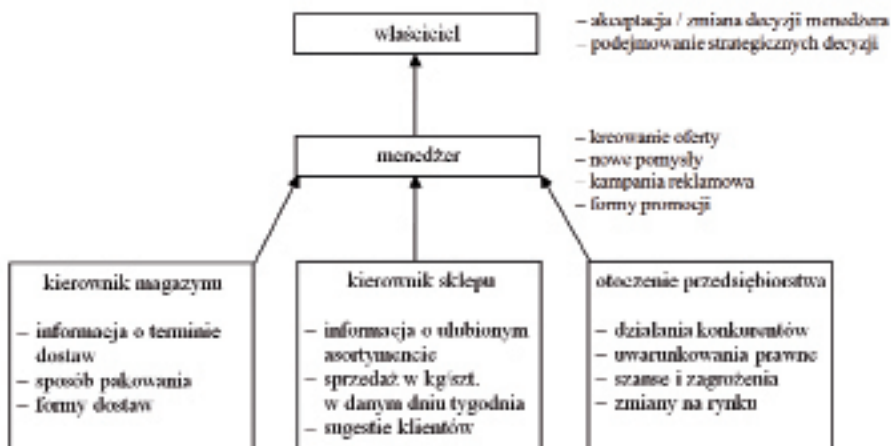 właściciel
– akceptacja / zmiana decyzji menedżera
– podejmowanie strategicznych decyzji
menedżer
– kreowanie oferty
– nowe pomysły
– kampania reklamowa
– formy promocji
kierownik magazynu
– informacja o terminie
dostaw
– sposób pakowania
– formy dostaw
kierownik sklepu
– informacja o ulubionym
asortymencie
– sprzedaż w kg/szt.
w danym dniu tygodnia
– sugestie klientów
otoczenie przedsiębiorstwa
– działania konkurentów
– uwarunkowania prawne
– szanse i zagrożenia
– zmiany na rynku